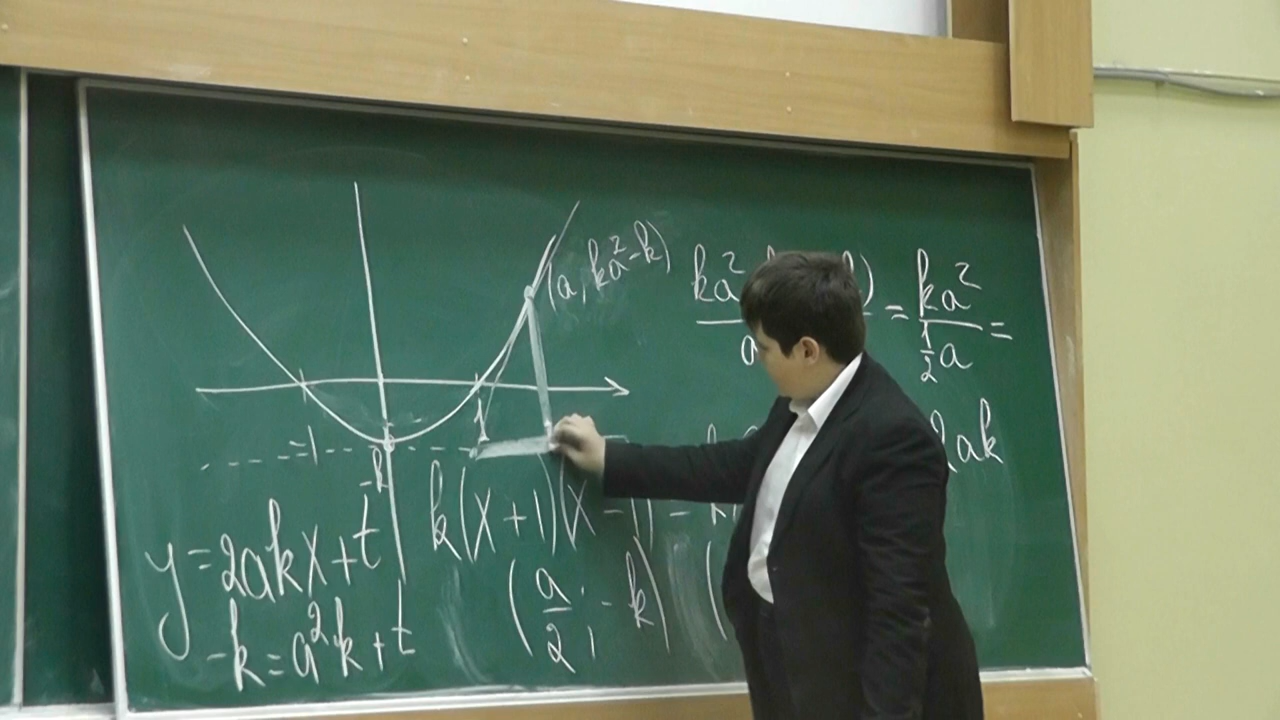 (a, ka²-k)
ka²
a
= ka² / ½a =
2ak
-1
1
-k
k(x+1)(x-1) =
y=2akx+t
(a/2; -k)
-k=a²k+t